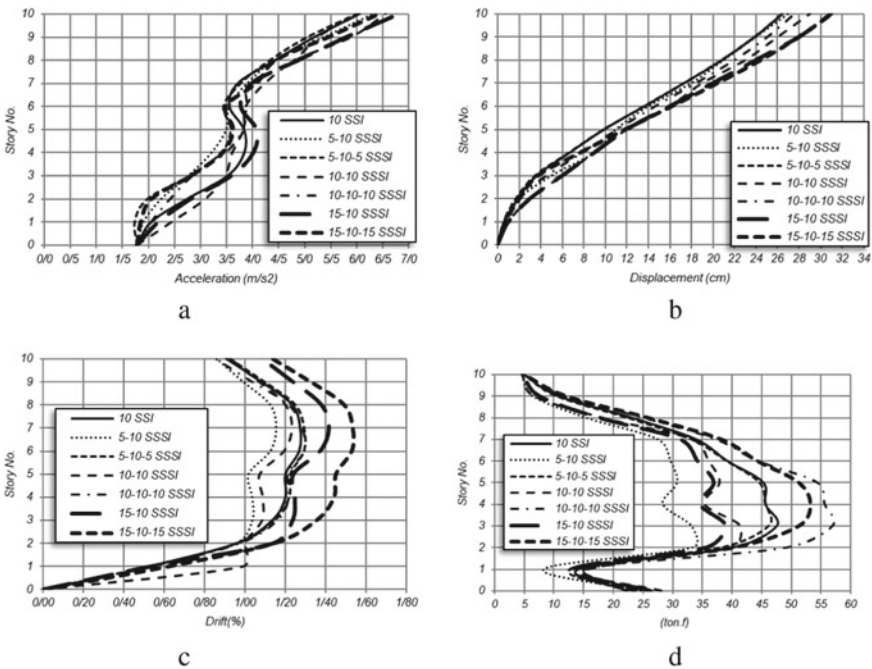 10
9
8
7
6
5
4
3
2
1
0
Story No.
0/0 0/5 1/0 1/5 2/0 2/5 3/0 3/5 4/0 4/5 5/0 5/5 6/0 6/5 7/0
Acceleration (m/s2)
10 SSI
5-10 SSSI
5-10-5 SSSI
10-10 SSSI
10-10-10 SSSI
15-10 SSSI
15-10-15 SSSI
a
10
9
8
7
6
5
4
3
2
1
0
Story No.
0 2 4 6 8 10 12 14 16 18 20 22 24 26 28 30 32 34
Displacement (cm)
10 SSI
5-10 SSSI
5-10-5 SSSI
10-10 SSSI
10-10-10 SSSI
15-10 SSSI
15-10-15 SSSI
b
10
9
8
7
6
5
4
3
2
1
0
Story No.
0/00 0/20 0/40 0/60 0/80 1/00 1/20 1/40 1/60 1/80
Drift(%)
10 SSI
5-10 SSSI
5-10-5 SSSI
10-10 SSSI
10-10-10 SSSI
15-10 SSSI
15-10-15 SSSI
c
10
9
8
7
6
5
4
3
2
1
0
Story No.
5 10 15 20 25 30 35 40 45 50 55 60
(ton.f)
10 SSI
5-10 SSSI
5-10-5 SSSI
10-10 SSSI
10-10-10 SSSI
15-10 SSSI
15-10-15 SSSI
d